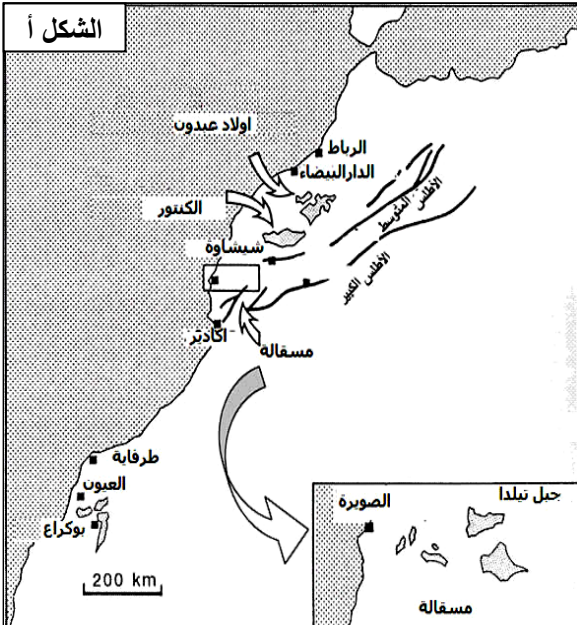 الشكل أ
اولاد عبدون
الرباط
الدارالبيضاء
الكنتور
شيشاوة
الأطلس المتوسط
الأطلس الكبير
اكادير
مسقالة
طرفاية
العيون
بوكراع
200 km
جبل تيلدا
الصويرة
مسقالة